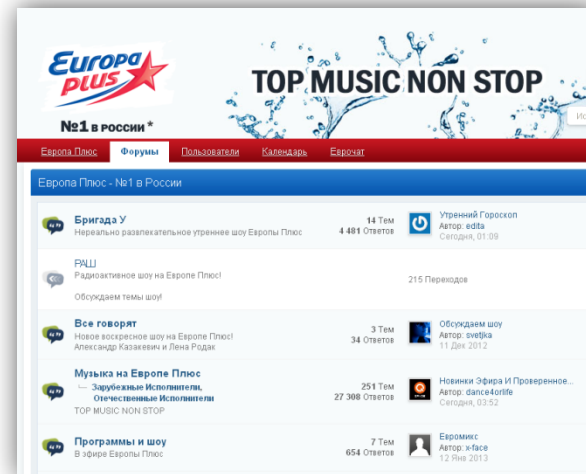 Europa
PLUS
№1 в россии *
TOP MUSIC NON STOP
Европа Плюс Форумы Пользователи Календарь Еврочат
Европа Плюс - №1 в России
Бригада У
Нереально развлекательное утреннее шоу Европы Плюс
14 Тем
4 481 Ответов
Утренний Гороскоп
Автор: edita
Сегодня, 01:09
РАШ
Радиоактивное шоу на Европе Плюс!
Обсуждаем темы шоу!
215 Переходов
Все говорят
Новое воскресное шоу на Европе Плюс!
Александр Казакевич и Лена Родак
3 Тем
34 Ответов
Обсуждаем шоу
Автор: svetjka
11 Дек 2012
Музыка на Европе Плюс
Зарубежные Исполнители,
Отечественные Исполнители
TOP MUSIC NON STOP
251 Тем
27 308 Ответов
Новинки Эфира И Проверенное...
Автор: dance4orlife
Сегодня, 03:52
Программы и шоу
В эфире Европы Плюс
7 Тем
654 Ответов
Евромикс
Автор: x-face
12 Янв 2013